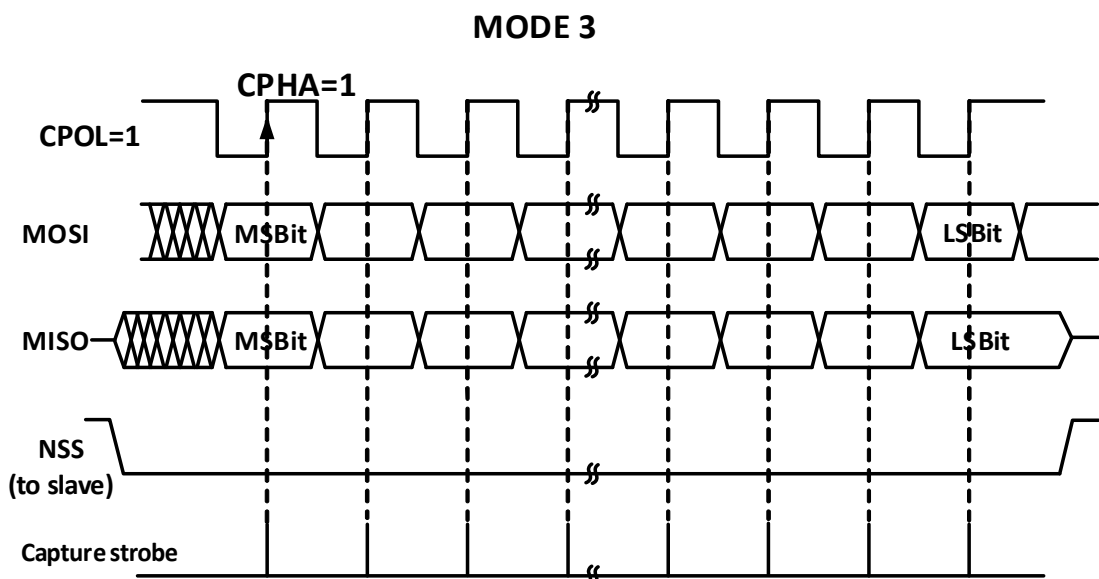 MODE 3
CPHA=1
CPOL=1
MOSI
MSBit
LSBit
MISO
MSBit
LSBit
NSS
(to slave)
Capture strobe